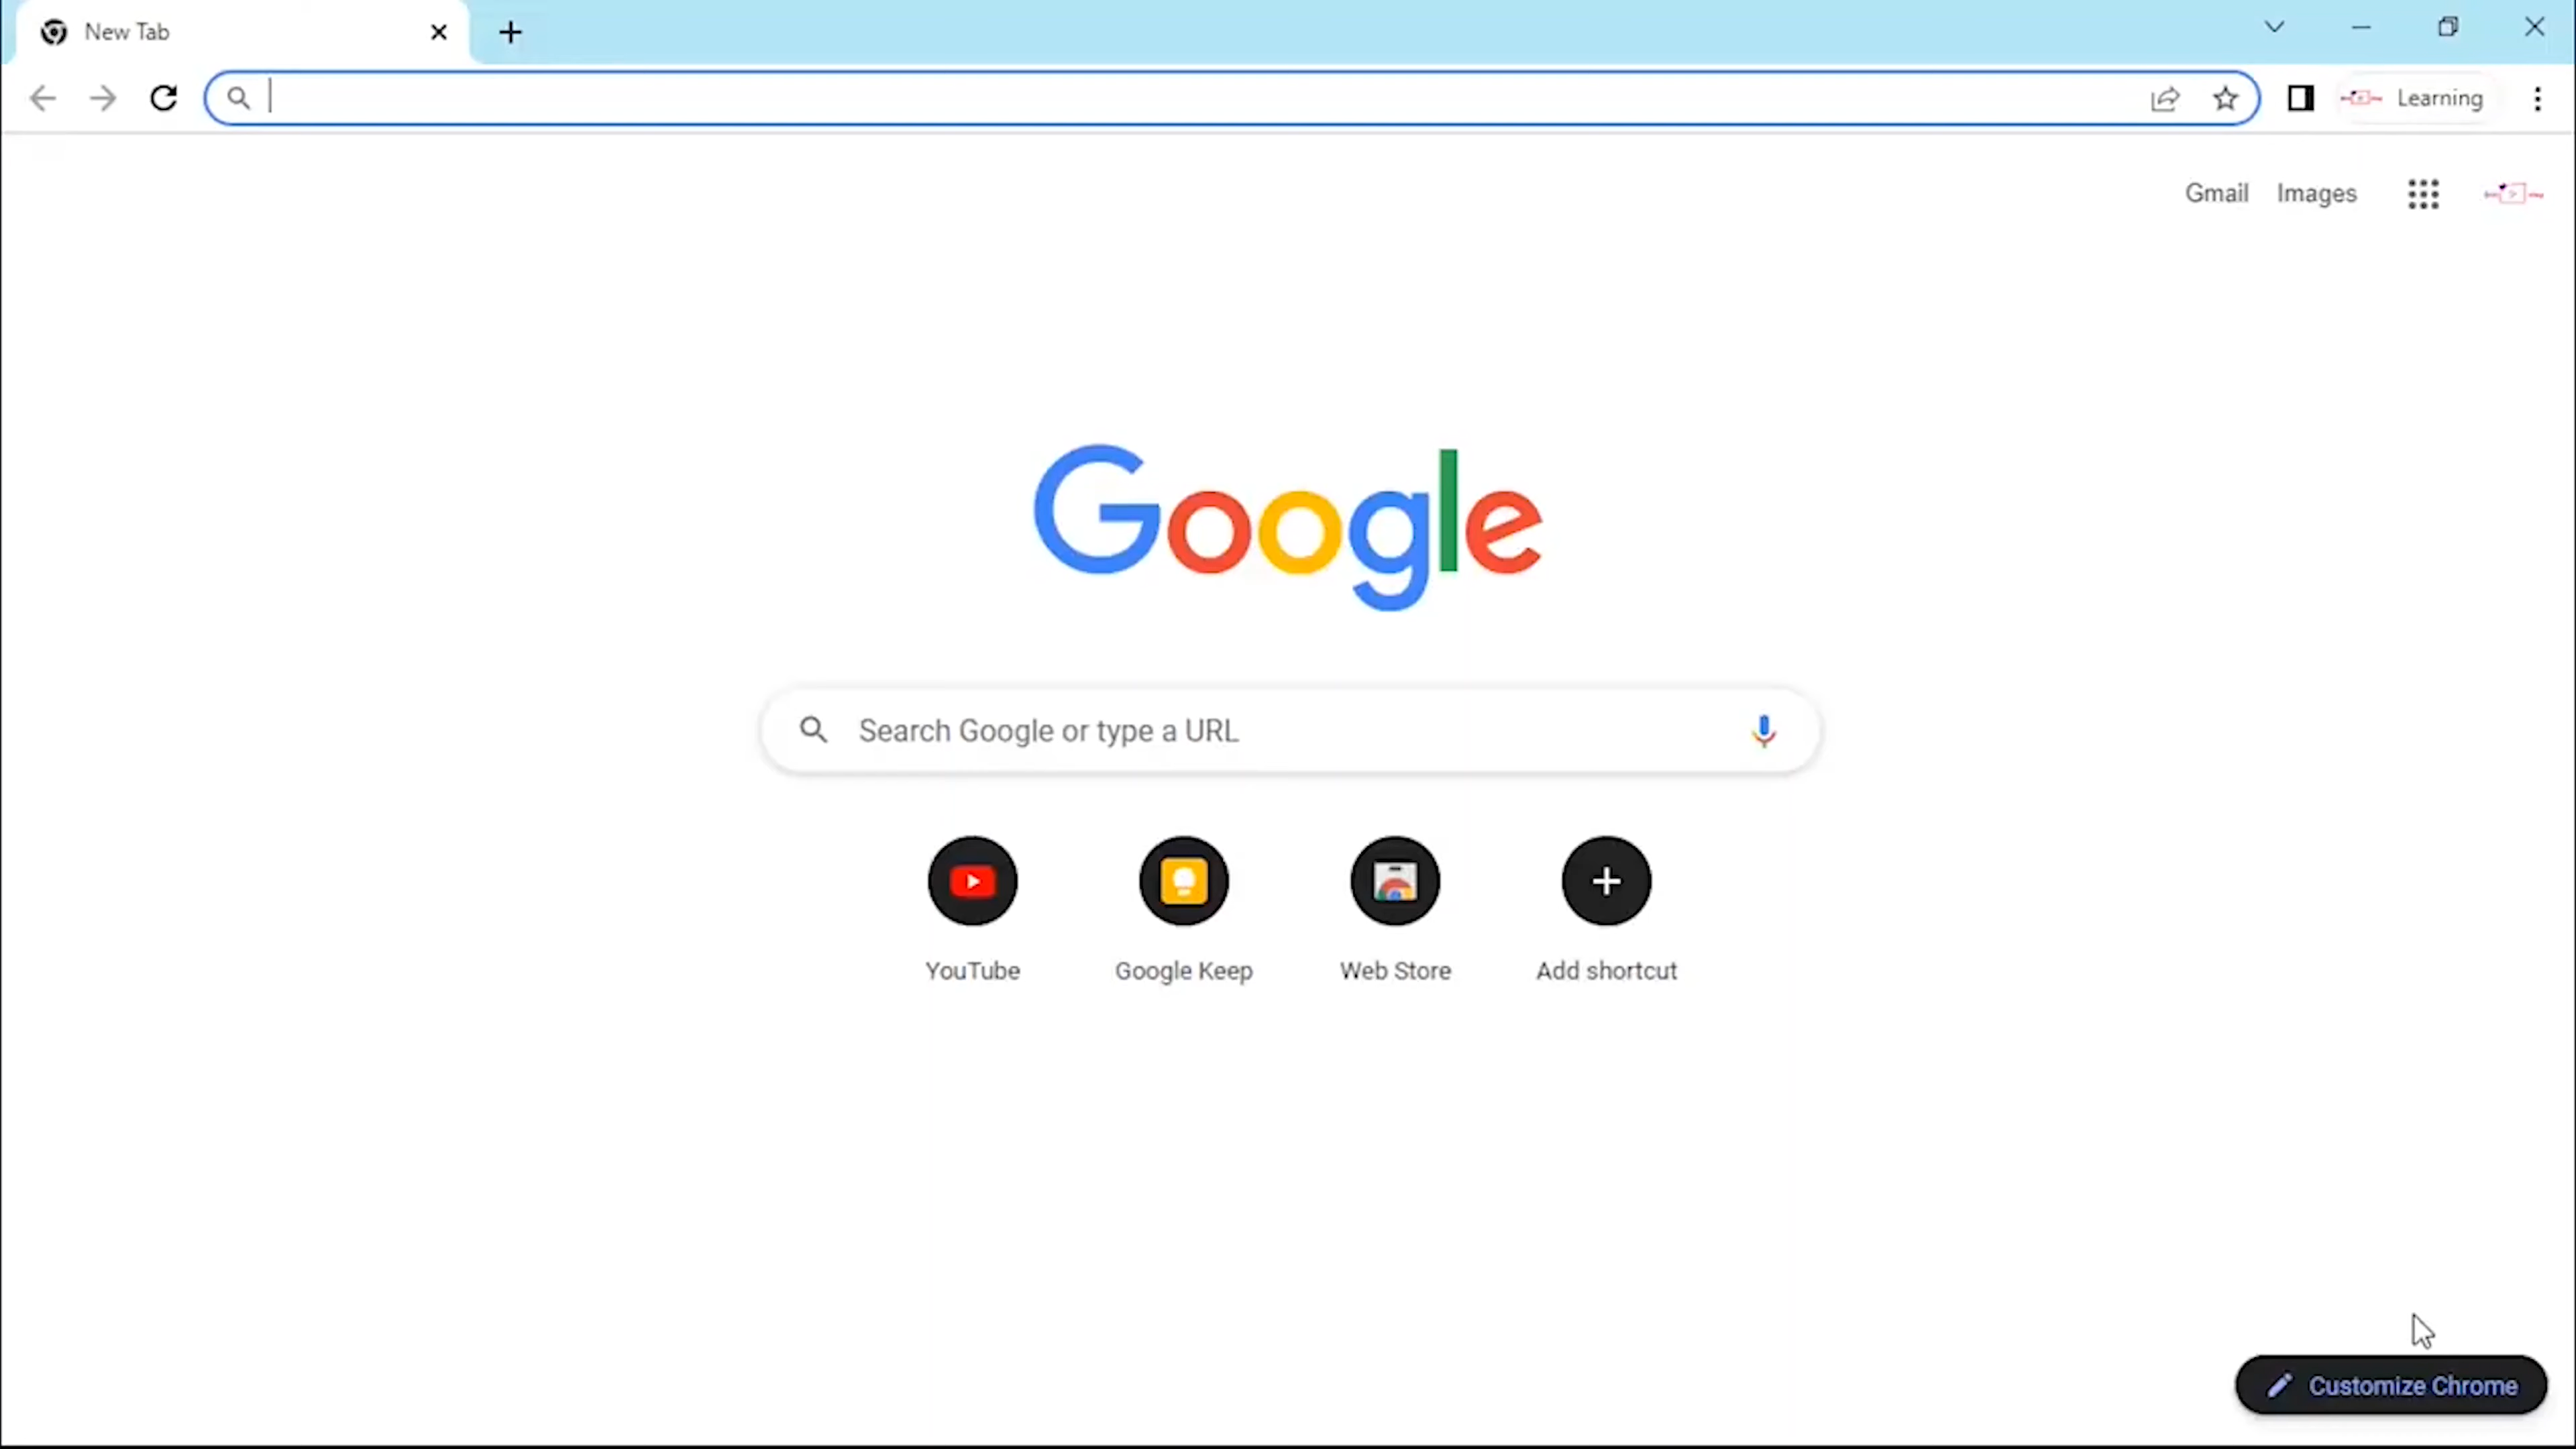 New Tab
Learning
Gmail Images
Google
Search Google or type a URL
YouTube Google Keep Web Store Add shortcut
Customize Chrome